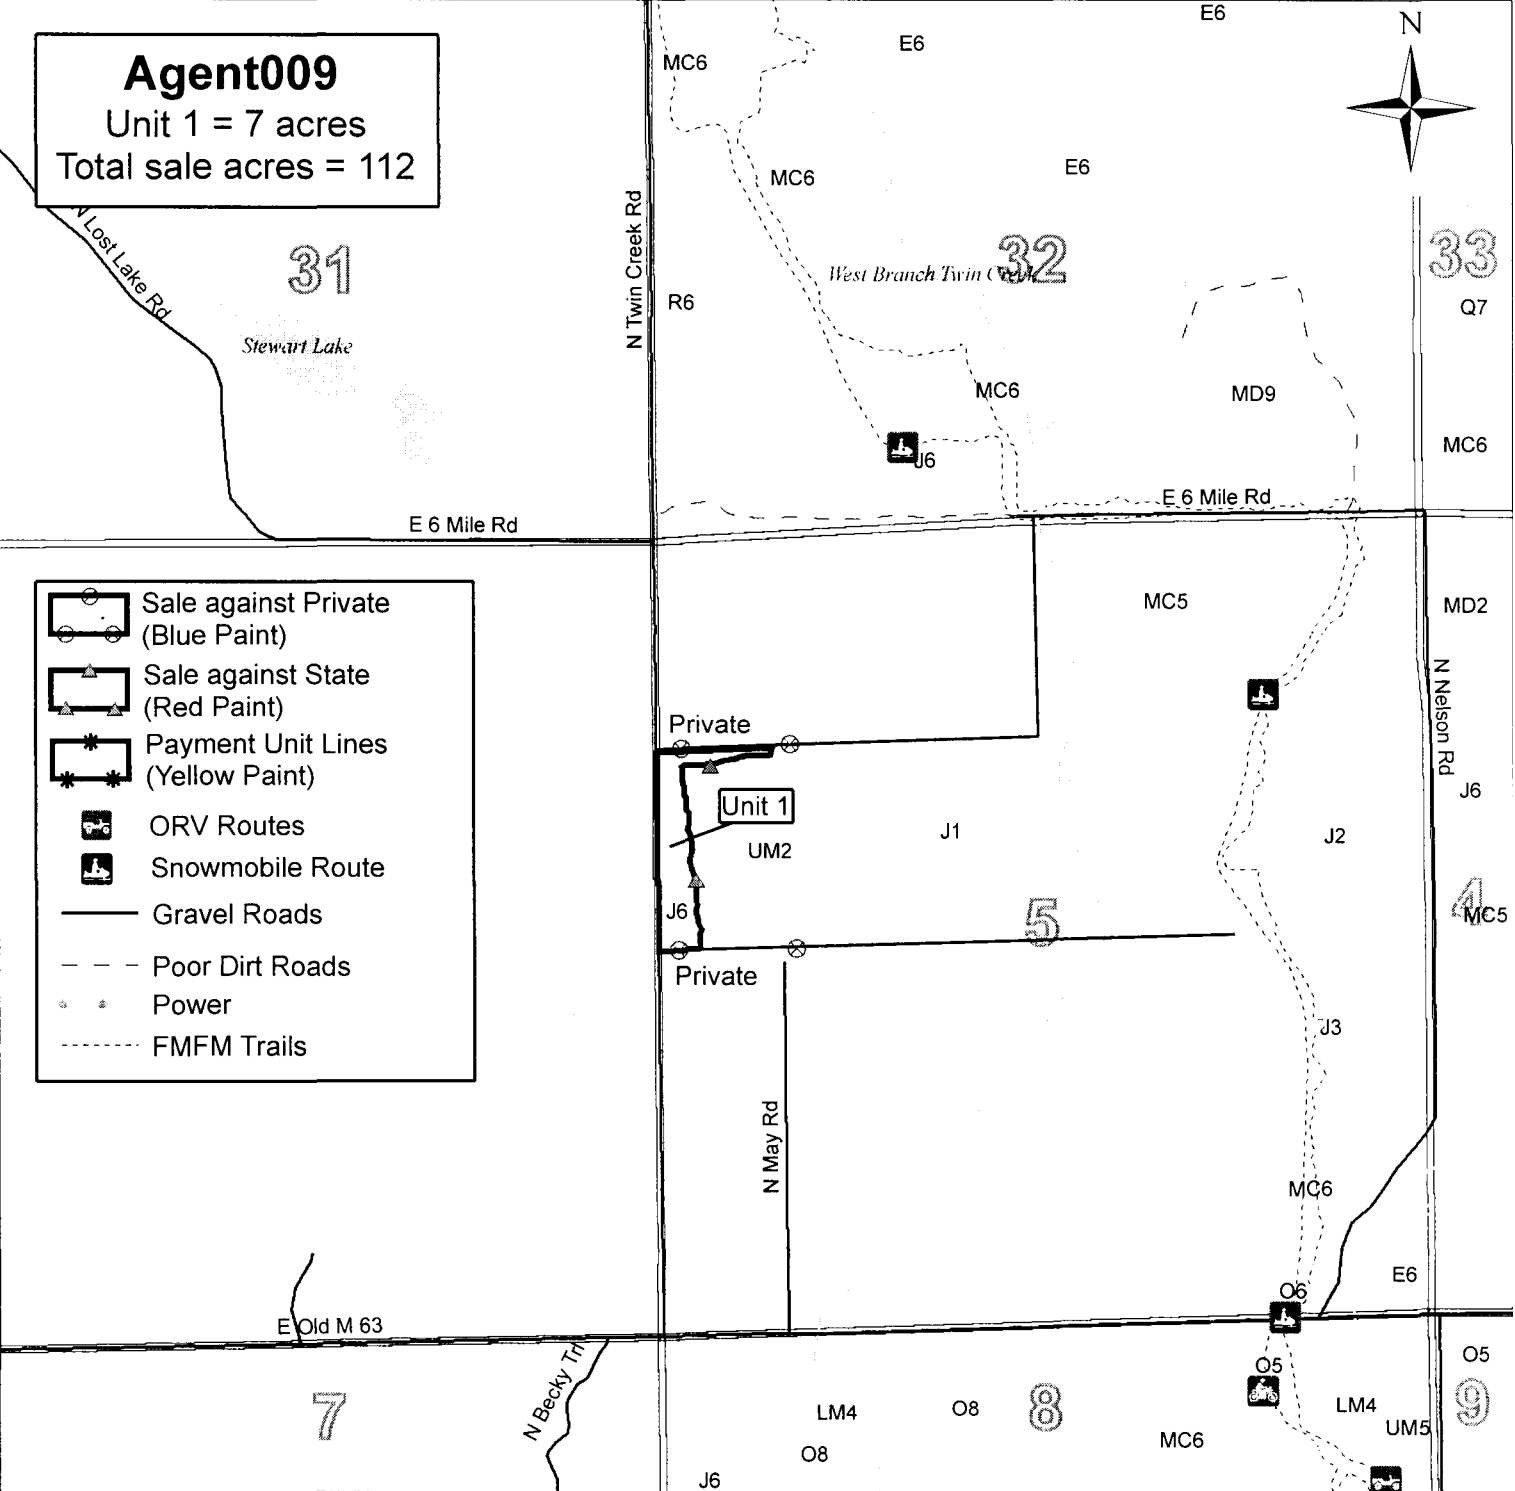 Agent009
Unit 1 = 7 acres
Total sale acres = 112
N
E6
E6
MC6
MC6
E6
N Lost Lake Rd
31
N Twin Creek Rd
32
33
West Branch Twin Creek
R6
Q7
Stewart Lake
MC6
MD9
J6
MC6
E 6 Mile Rd
E 6 Mile Rd
Sale against Private
(Blue Paint)
Sale against State
(Red Paint)
Payment Unit Lines
(Yellow Paint)
ORV Routes
Snowmobile Route
Gravel Roads
Poor Dirt Roads
Power
FMFM Trails
MC5
MD2
N Nelson Rd
Private
Unit 1
J6
UM2
J1
J2
J6
5
4
MC5
Private
J3
N May Rd
MC6
E6
O6
E Old M 63
N Becky Trl
O5
O5
7
8
9
LM4
O8
LM4
UM5
O8
MC6
J6